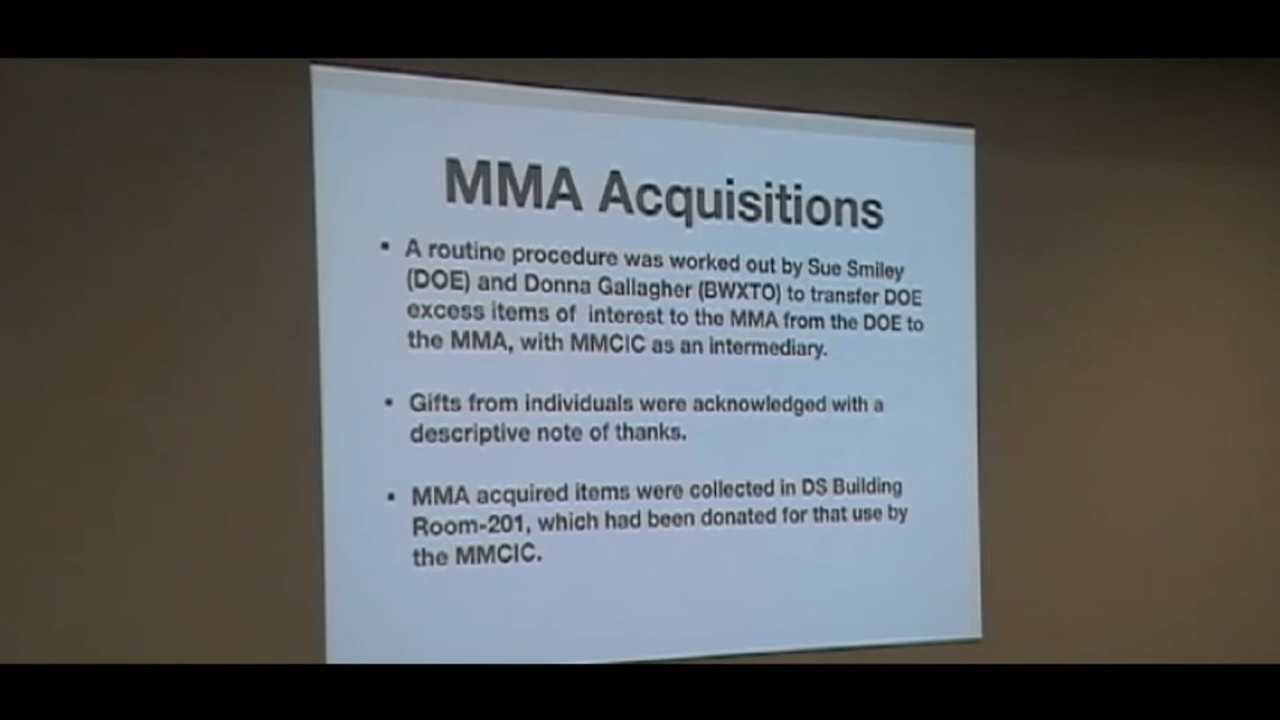 MMA Acquisitions
• A routine procedure was worked out by Sue Smiley
(DOE) and Donna Gallagher (BWXTO) to transfer DOE
excess items of interest to the MMA from the DOE to
the MMA, with MMCIC as an intermediary.
• Gifts from individuals were acknowledged with a
descriptive note of thanks.
• MMA acquired items were collected in DS Building
Room-201, which had been donated for that use by
the MMCIC.